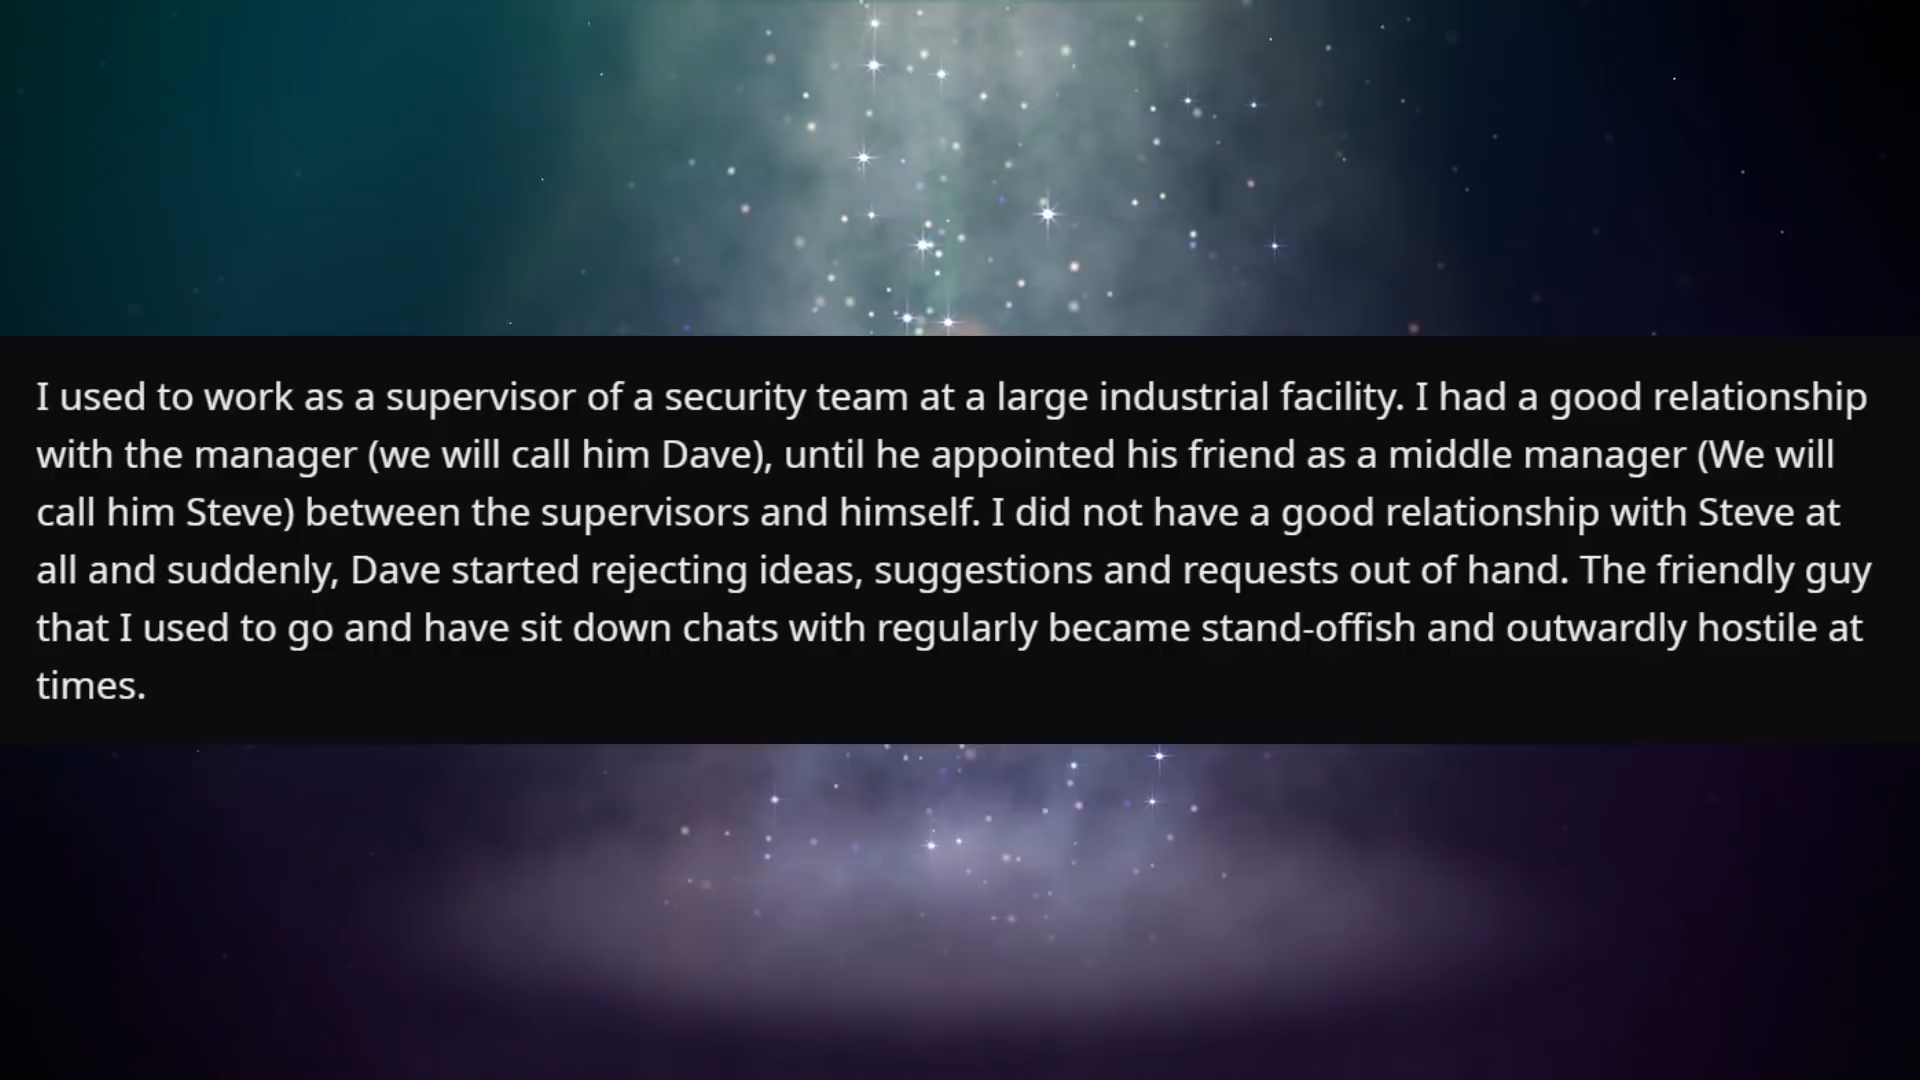 I used to work as a supervisor of a security team at a large industrial facility. I had a good relationship
with the manager (we will call him Dave), until he appointed his friend as a middle manager (We will
call him Steve) between the supervisors and himself. I did not have a good relationship with Steve at
all and suddenly, Dave started rejecting ideas, suggestions and requests out of hand. The friendly guy
that I used to go and have sit down chats with regularly became stand-offish and outwardly hostile at
times.